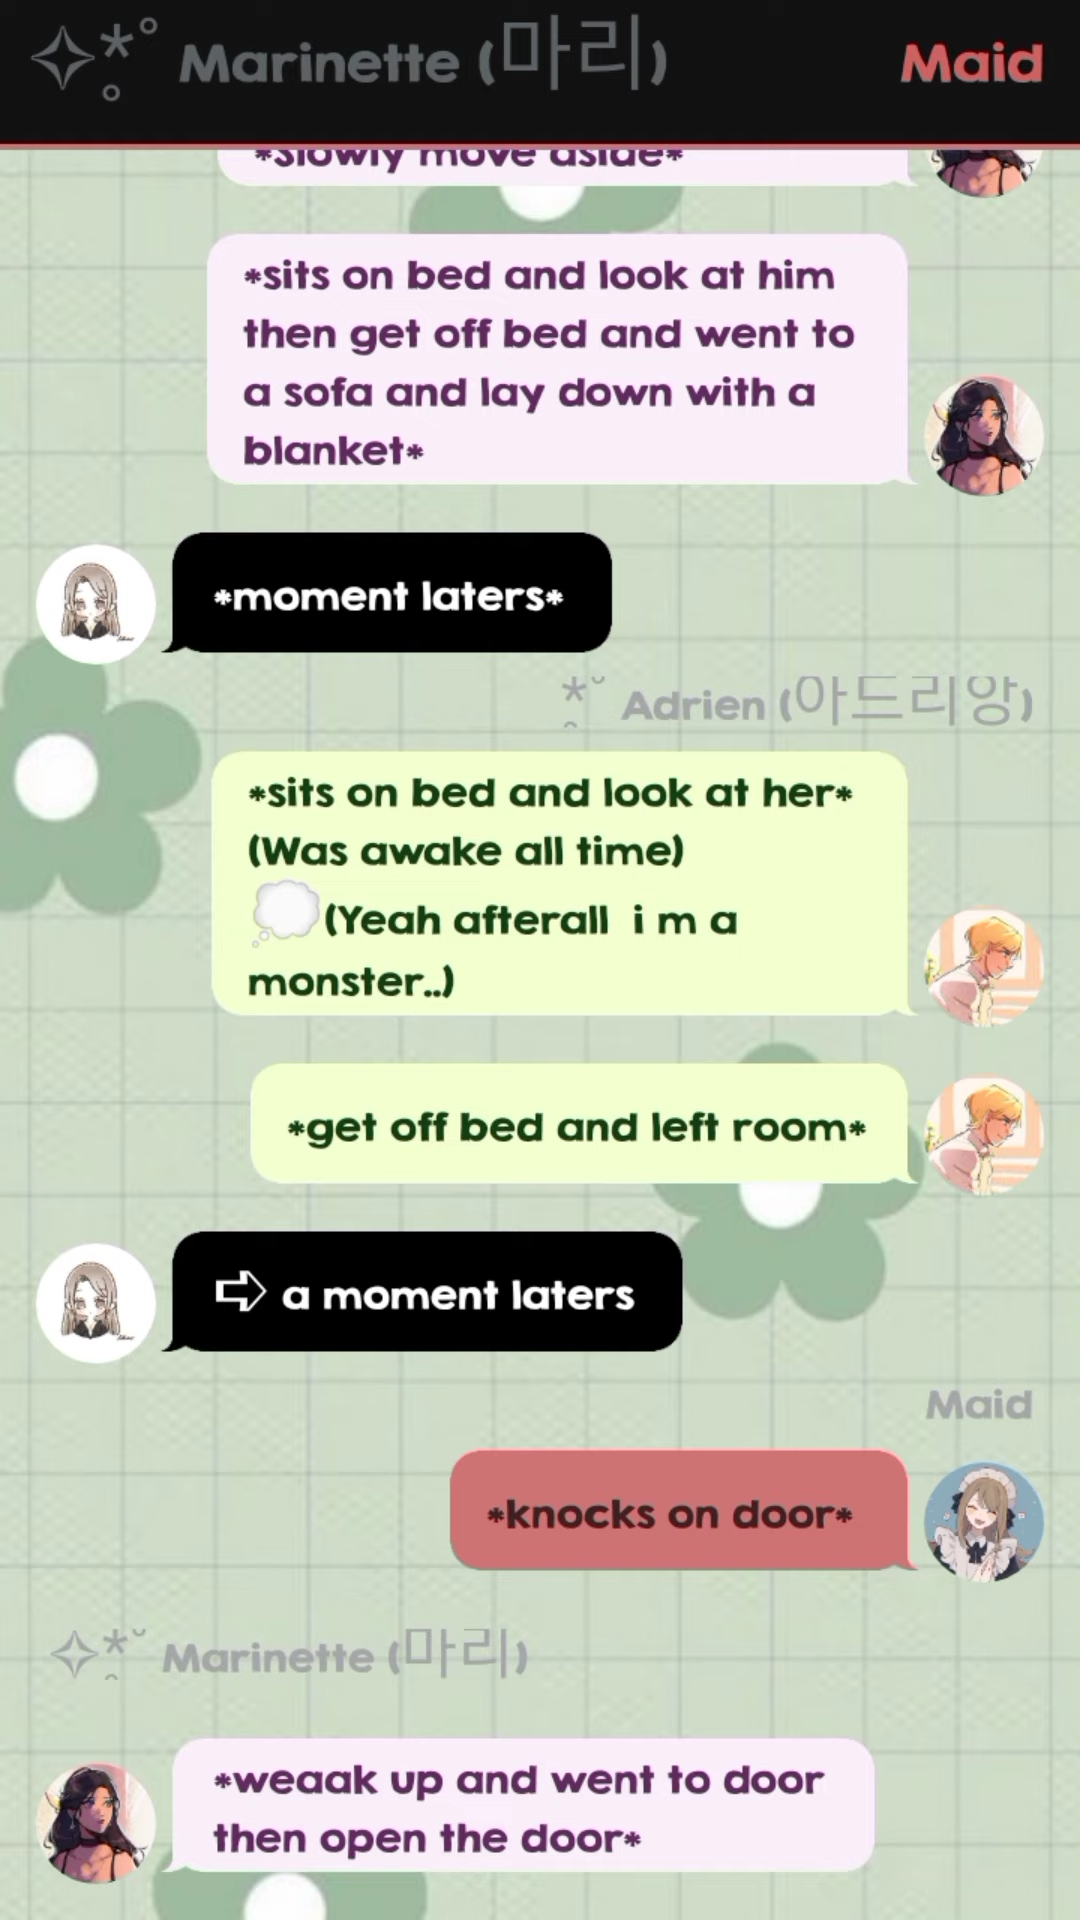 Marinette (마리)
Maid
*slowly move aside*
*sits on bed and look at him
then get off bed and went to
a sofa and lay down with a
blanket*
*moment laters*
Adrien (아드리앙)
*sits on bed and look at her*
(Was awake all time)
💭(Yeah afterall i m a
monster..)
*get off bed and left room*
➪ a moment laters
Maid
*knocks on door*
Marinette (마리)
*weaak up and went to door
then open the door*